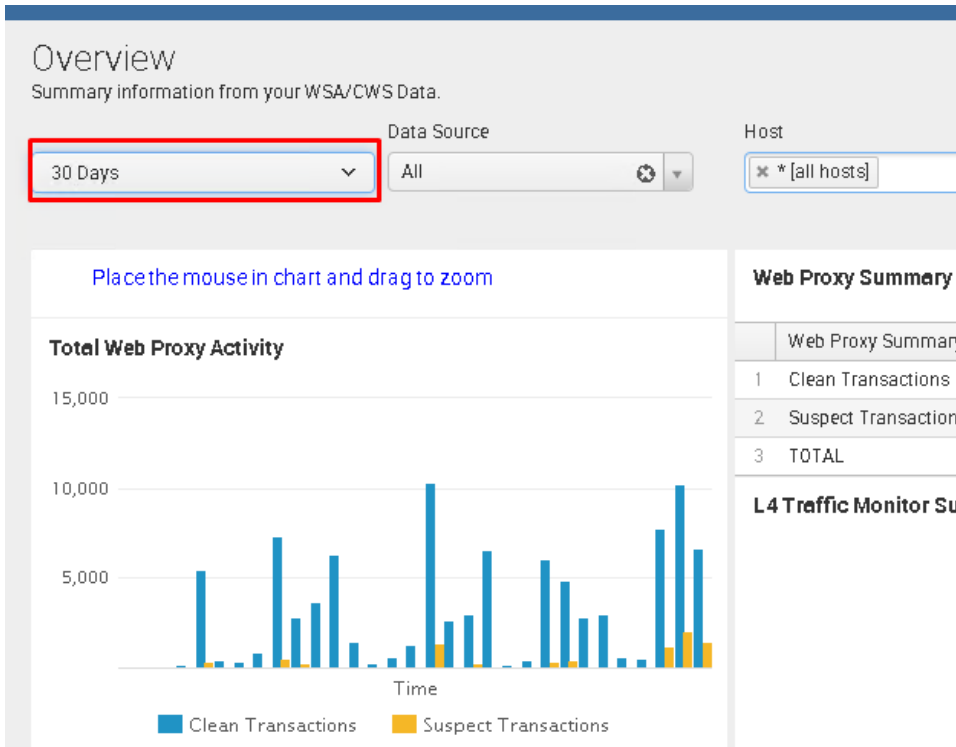 Overview
Summary information from your WSA/CWS Data.
Data Source
Host
30 Days
All
* [all hosts]
Place the mouse in chart and drag to zoom
Total Web Proxy Activity
15,000
10,000
5,000
Time
Clean Transactions
Suspect Transactions
Web Proxy Summary
Web Proxy Summary
1 Clean Transactions
2 Suspect Transaction
3 TOTAL
L4 Traffic Monitor Su